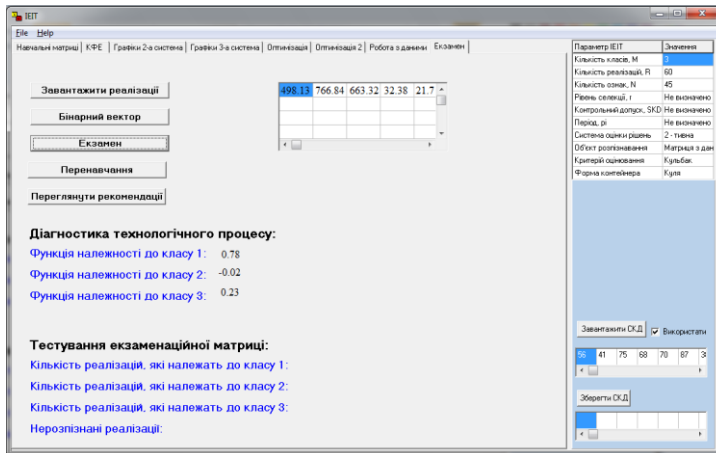 IEIT
File Help
Навчальні матриці КФЕ Графіки 2-а система Графіки 3-а система Оптимізація Оптимізація 2 Робота з даними Екзамен
Завантажити реалізації
Бінарний вектор
Екзамен
Перенавчання
Переглянути рекомендації
498.13 766.84 663.32 32.38 21.7
Діагностика технологічного процесу:
Функція належності до класу 1: 0.78
Функція належності до класу 2: -0.02
Функція належності до класу 3: 0.23
Тестування екзаменаційної матриці:
Кількість реалізацій, які належать до класу 1:
Кількість реалізацій, які належать до класу 2:
Кількість реалізацій, які належать до класу 3:
Нерозпізнані реалізації:
Параметр IEIT Значення
Кількість класів, M 3
Кількість реалізацій, R 60
Кількість ознак, N 45
Рівень селекції, r Не визначено
Контрольний допуск, SKD Не визначено
Період, pi Не визначено
Система оцінки рішень 2 - тивна
Об'єкт розпізнавання Матриця з дан
Критерій оцінювання Кульбак
Форма контейнера Куля
Завантажити СКД Використати
56 41 75 68 70 87 3
Зберегти СКД